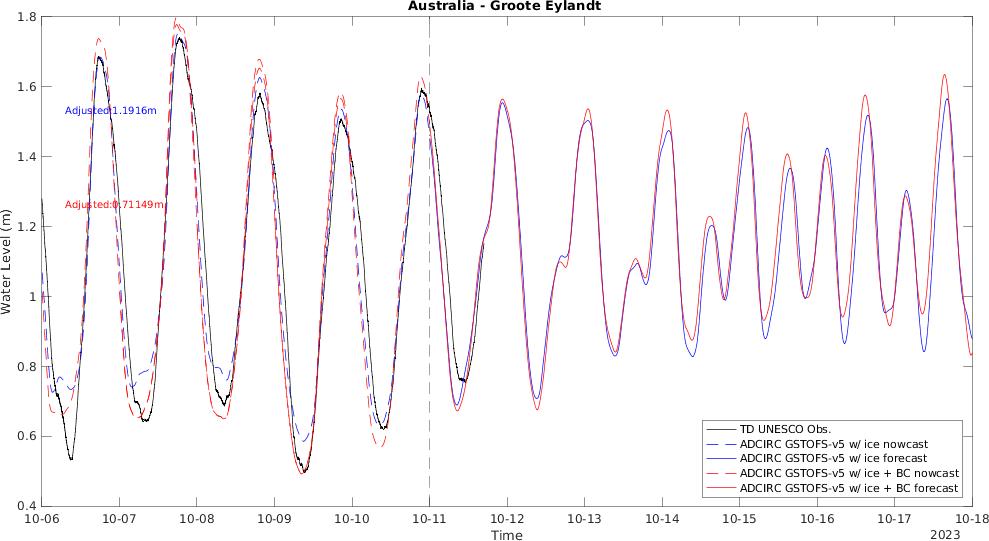 Australia - Groote Eylandt
1.8
1.6
1.4
1.2
1
0.8
0.6
0.4
Water Level (m)
Adjusted:1.1916m
Adjusted:0.71149m
TD UNESCO Obs.
ADCIRC GSTOFS-v5 w/ ice nowcast
ADCIRC GSTOFS-v5 w/ ice forecast
ADCIRC GSTOFS-v5 w/ ice + BC nowcast
ADCIRC GSTOFS-v5 w/ ice + BC forecast
10-06 10-07 10-08 10-09 10-10 10-11 10-12 10-13 10-14 10-15 10-16 10-17 10-18
Time
2023